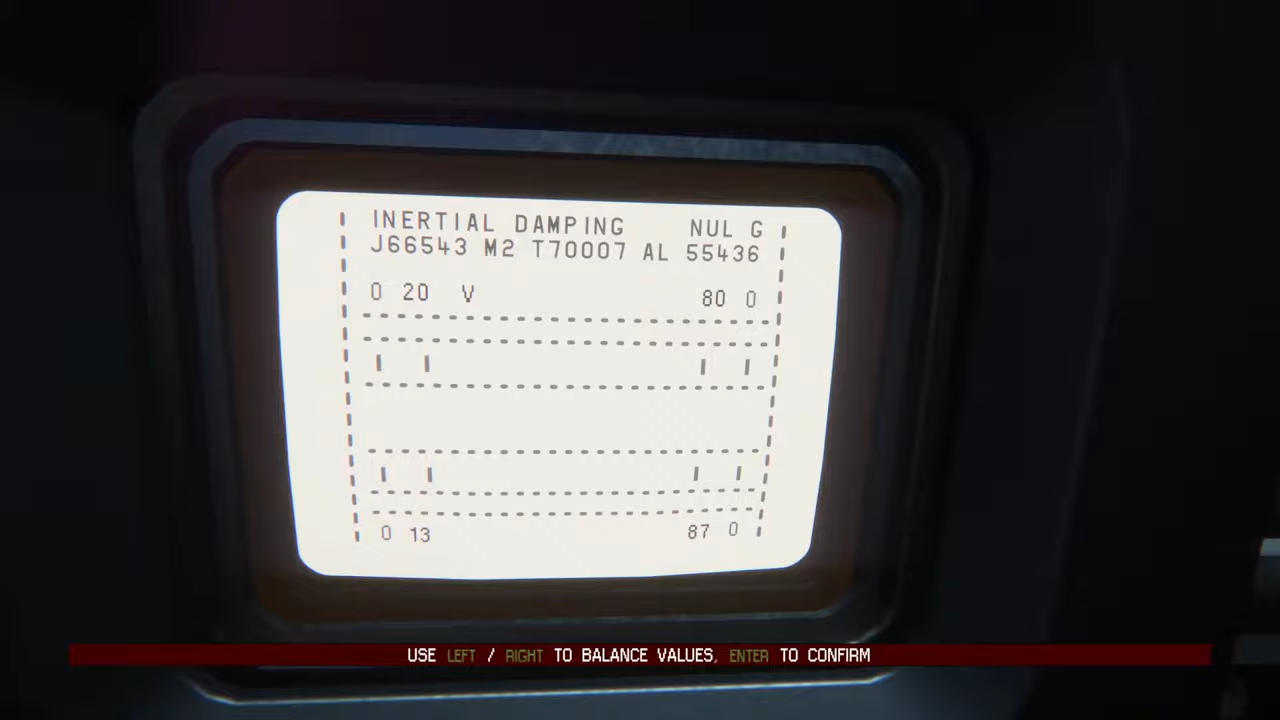 INERTIAL DAMPING NUL G
J66543 M2 T70007 AL 55436
0 20 V 80 0
0 13 87 0
USE LEFT / RIGHT TO BALANCE VALUES, ENTER TO CONFIRM